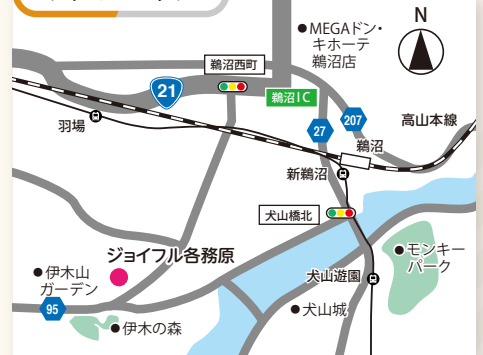 MEGAドン・
キホーテ
鵜沼店
N
鵜沼西町
21
鵜沼IC
羽場
27
207
高山本線
鵜沼
新鵜沼
犬山橋北
ジョイフル各務原
伊木山
ガーデン
モンキー
パーク
犬山遊園
95
犬山城
伊木の森